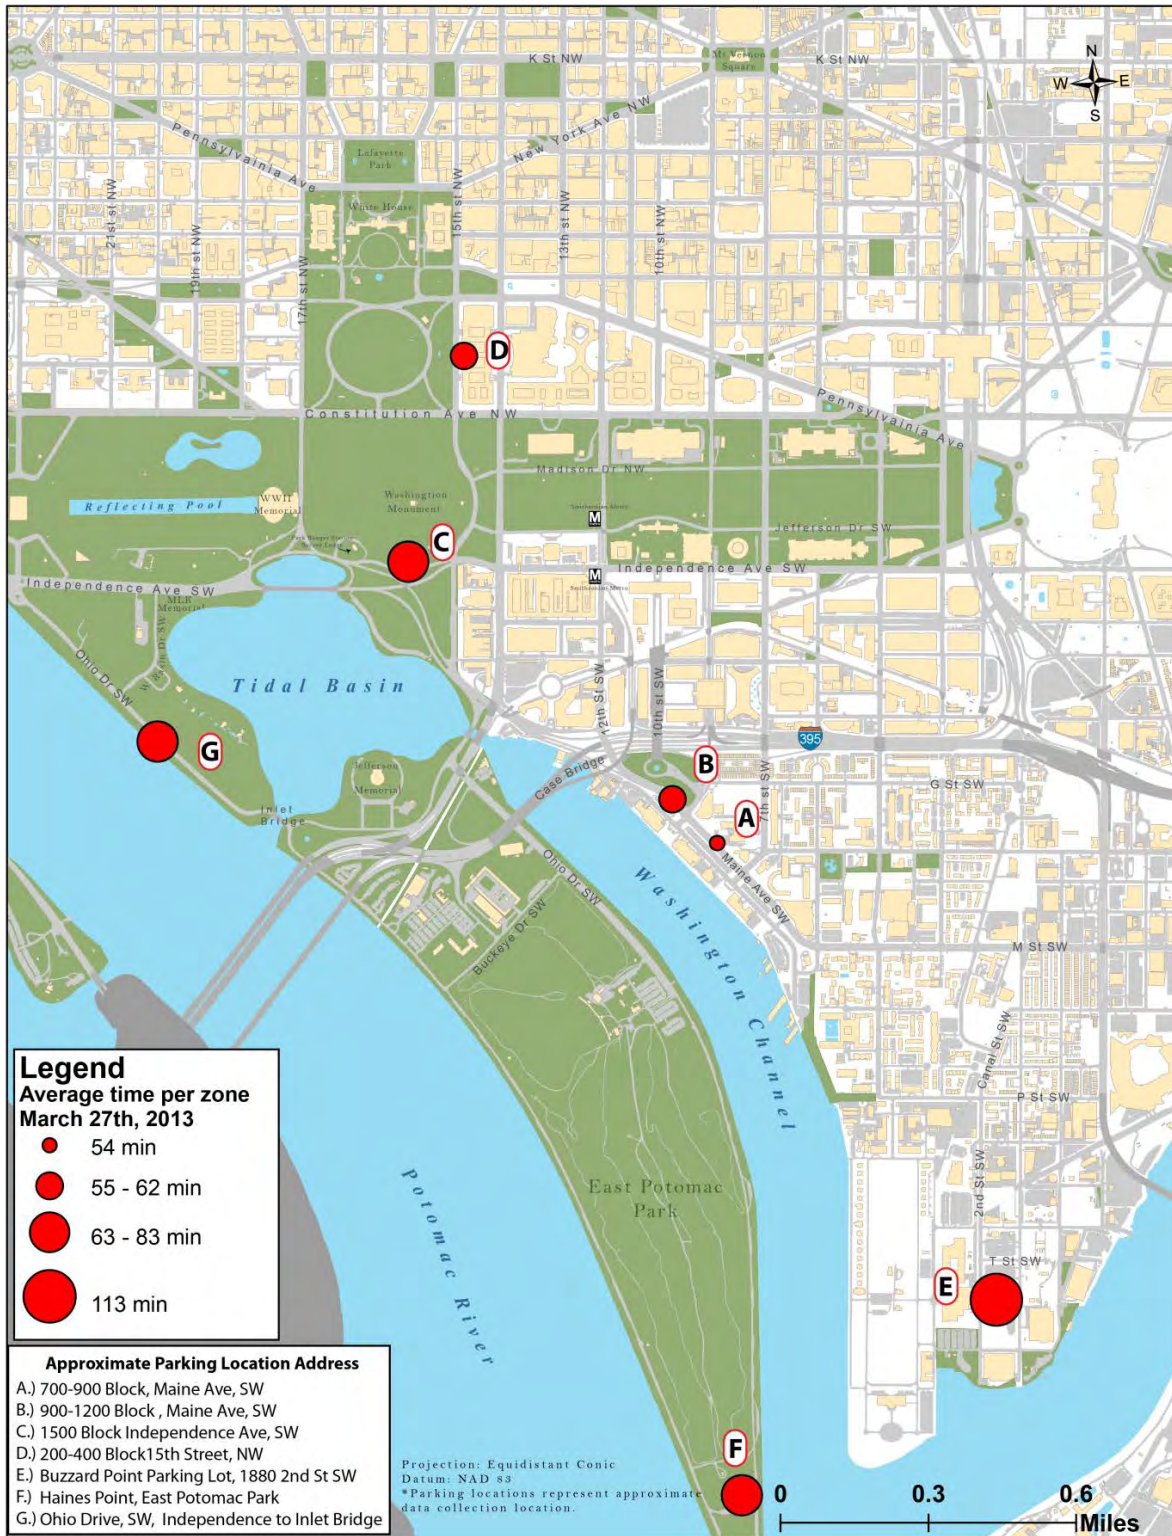 K St NW
Mt Vernon
Square
K St NW
N
W E
S
Pennsylvainia Ave
New York Ave NW
Lafayette
Park
White House
15th st NW
13th st NW
10th st NW
21st st NW
19th st NW
17th st NW
D
Constitution Ave NW
Pennsylvainia Ave
Madison Dr NW
Reflecting Pool
WWII
Memorial
Washington
Monument
Smithsonian Metro
M
Jefferson Dr SW
C
Independence Ave SW
M
Smithsonian Metro
Independence Ave SW
MLK
Memorial
W Basin Dr SW
Ohio Dr SW
Tidal Basin
12th St SW
10th st SW
395
G
B
Case Bridge
7th st SW
G St SW
Jefferson
Memorial
Inlet
Bridge
A
Maine Ave SW
Ohio Dr SW
Washington Channel
Buckeye Dr SW
M St SW
Canal St SW
P St SW
Legend
Average time per zone
March 27th, 2013
54 min
55 - 62 min
63 - 83 min
113 min
Potomac River
East Potomac
Park
2nd St SW
T St SW
E
F
Approximate Parking Location Address
A.) 700-900 Block, Maine Ave, SW
B.) 900-1200 Block , Maine Ave, SW
C.) 1500 Block Independence Ave, SW
D.) 200-400 Block15th Street, NW
E.) Buzzard Point Parking Lot, 1880 2nd St SW
F.) Haines Point, East Potomac Park
G.) Ohio Drive, SW, Independence to Inlet Bridge
Projection: Equidistant Conic
Datum: NAD 83
*Parking locations represent approximate
data collection location.
0 0.3 0.6
Miles